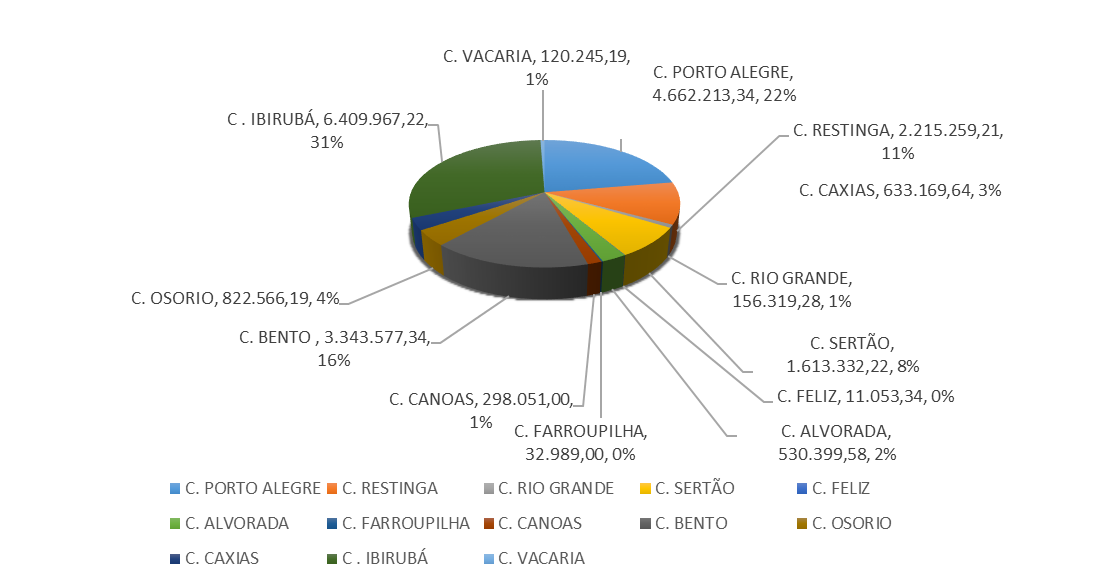 C. VACARIA, 120.245,19,
1%
C. PORTO ALEGRE,
4.662.213,34, 22%
C . IBIRUBÁ, 6.409.967,22,
31%
C. RESTINGA, 2.215.259,21,
11%
C. CAXIAS, 633.169,64, 3%
C. RIO GRANDE,
156.319,28, 1%
C. OSORIO, 822.566,19, 4%
C. BENTO , 3.343.577,34,
16%
C. SERTÃO,
1.613.332,22, 8%
C. CANOAS, 298.051,00,
1%
C. FELIZ, 11.053,34, 0%
C. FARROUPILHA,
32.989,00, 0%
C. ALVORADA,
530.399,58, 2%
C. PORTO ALEGRE C. RESTINGA C. RIO GRANDE C. SERTÃO C. FELIZ
C. ALVORADA C. FARROUPILHA C. CANOAS C. BENTO C. OSORIO
C. CAXIAS C . IBIRUBÁ C. VACARIA